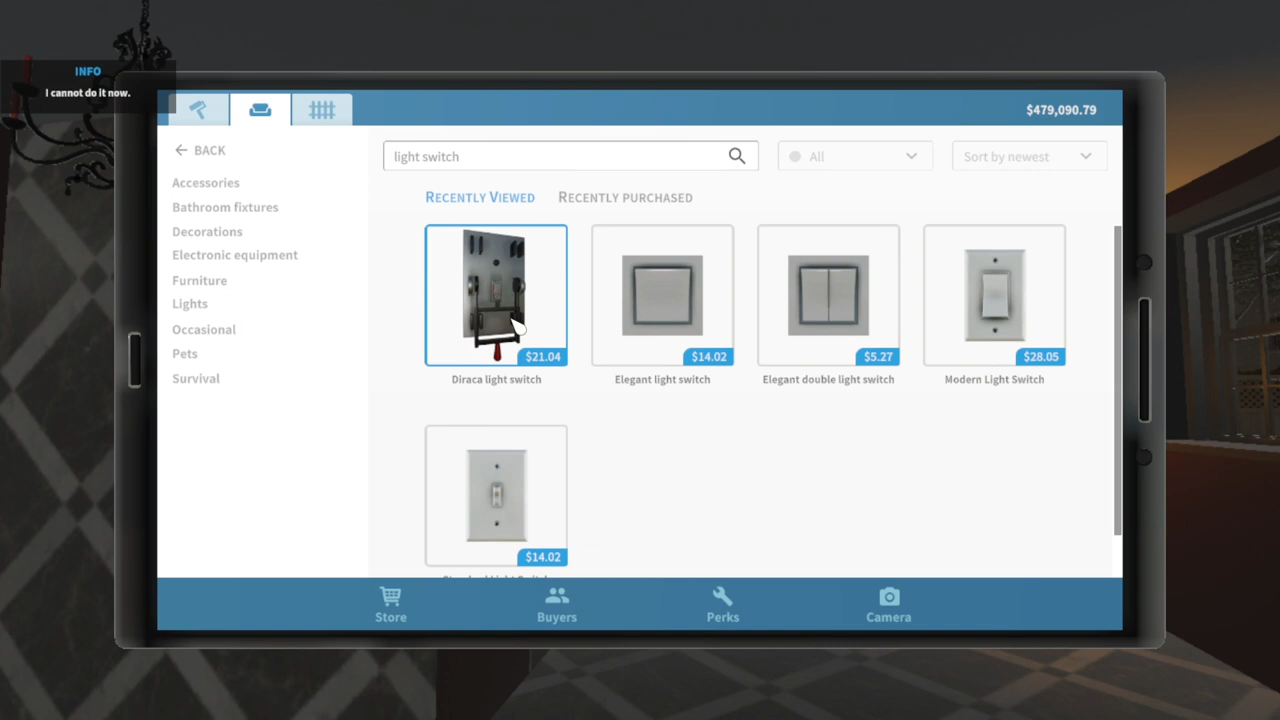 INFO
I cannot do it now.
$479,090.79
BACK
light switch
All
Sort by newest
Accessories
Bathroom fixtures
Decorations
Electronic equipment
Furniture
Lights
Occasional
Pets
Survival
RECENTLY VIEWED
RECENTLY PURCHASED
$21.04
$14.02
$5.27
$28.05
Diraca light switch
Elegant light switch
Elegant double light switch
Modern Light Switch
$14.02
Store
Buyers
Perks
Camera